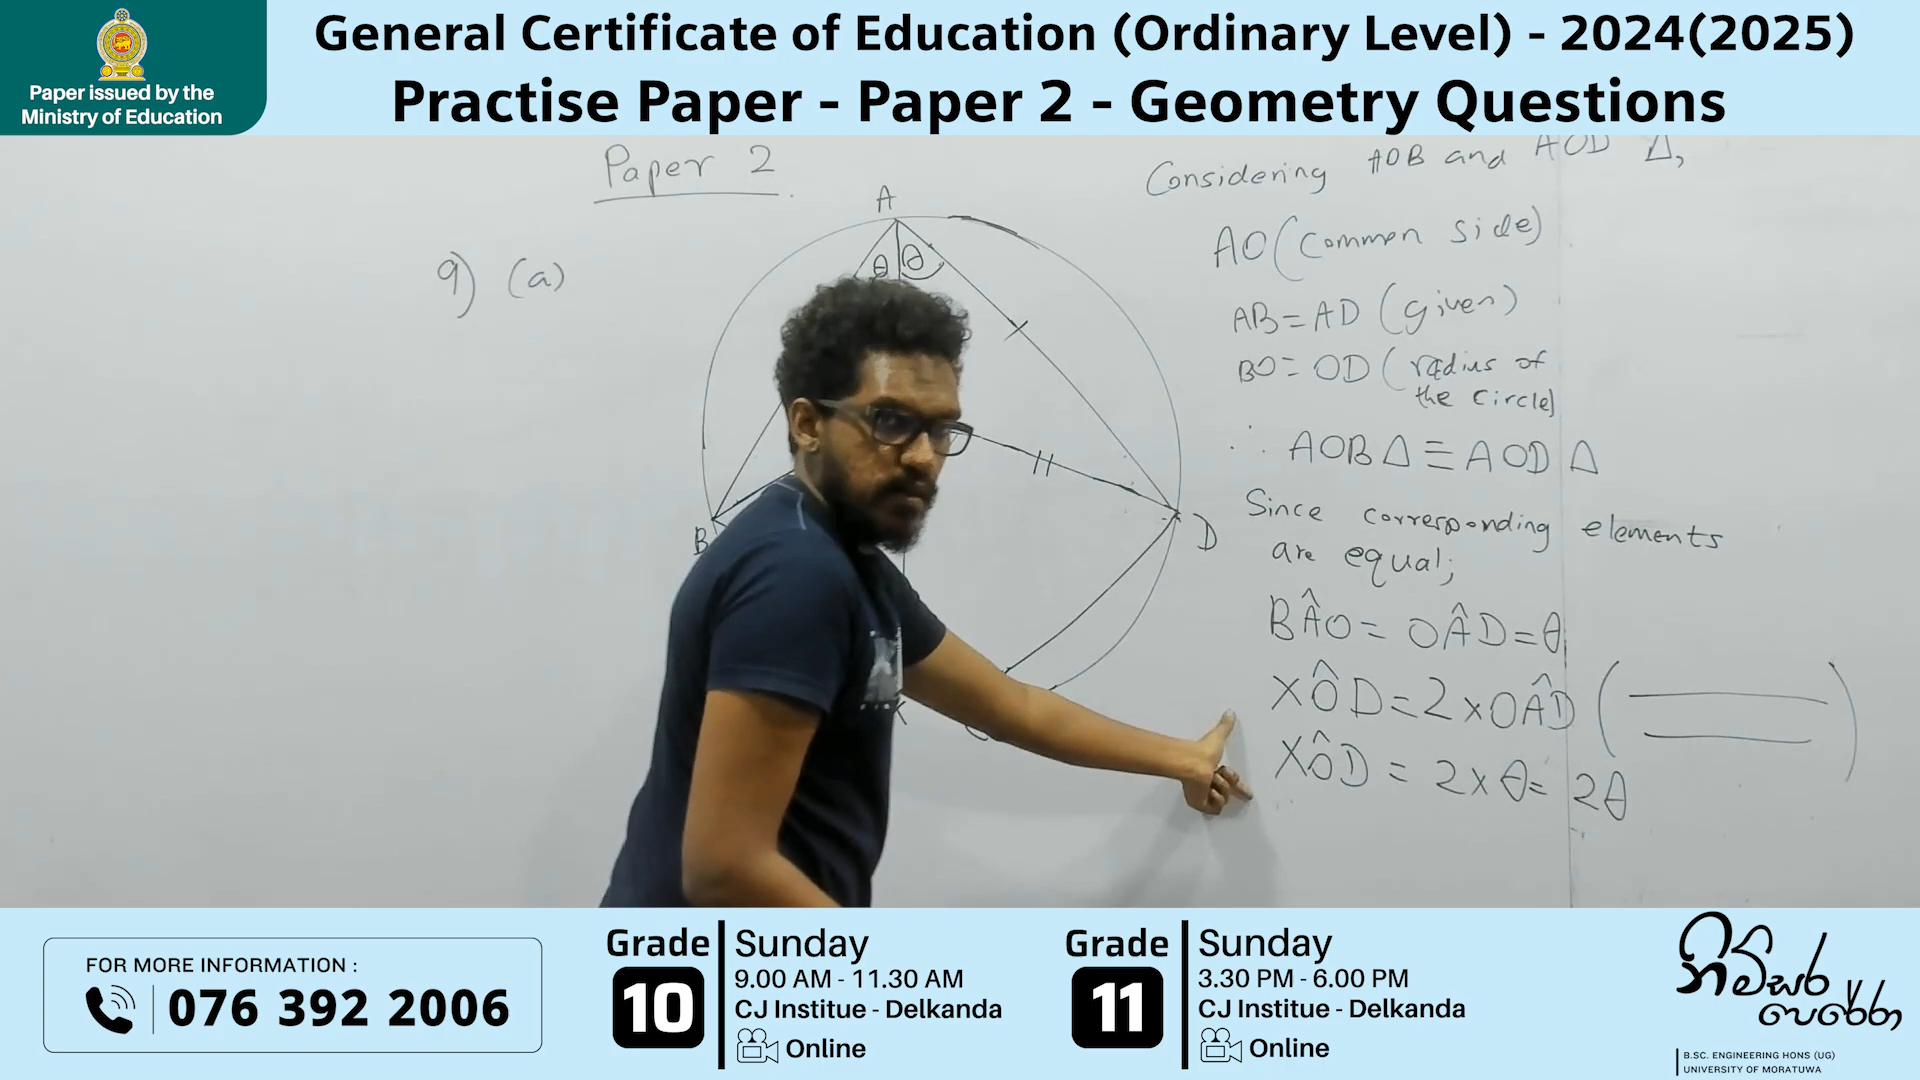 Paper issued by the
Ministry of Education
General Certificate of Education (Ordinary Level) - 2024(2025)
Practise Paper - Paper 2 - Geometry Questions
Paper 2
9) (a)
A
θ θ
B
D
X
Considering AOB and AOD Δ,
AO (common side)
AB = AD (given)
BO = OD (radius of
the circle)
∴ AOB Δ ≡ AOD Δ
Since corresponding elements
are equal;
BÂO = OÂD = θ
XÔD = 2 × OÂD (
)
XÔD = 2 × θ = 2θ
FOR MORE INFORMATION :
076 392 2006
Grade
10
Sunday
9.00 AM - 11.30 AM
CJ Institue - Delkanda
Online
Grade
11
Sunday
3.30 PM - 6.00 PM
CJ Institue - Delkanda
Online
B.SC. ENGINEERING HONS (UG)
UNIVERSITY OF MORATUWA